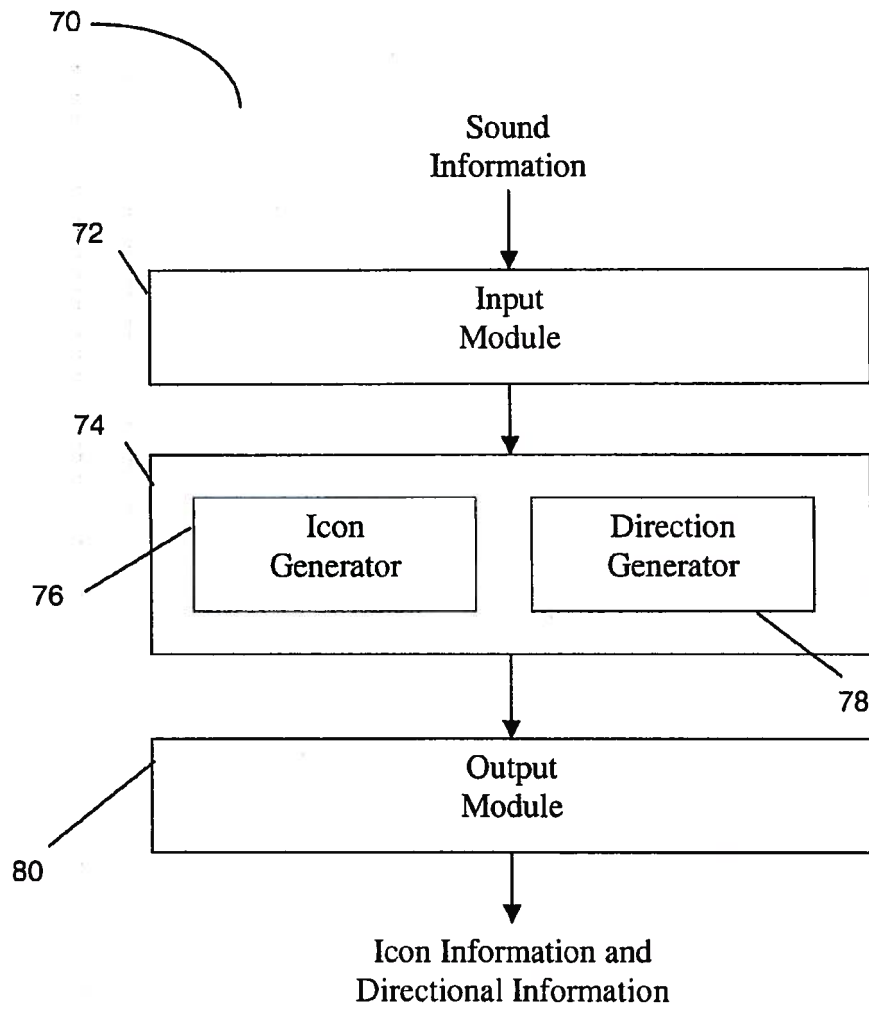 70
Sound
Information
72
Input
Module
74
Icon
Generator
Direction
Generator
76
78
Output
Module
80
Icon Information and
Directional Information